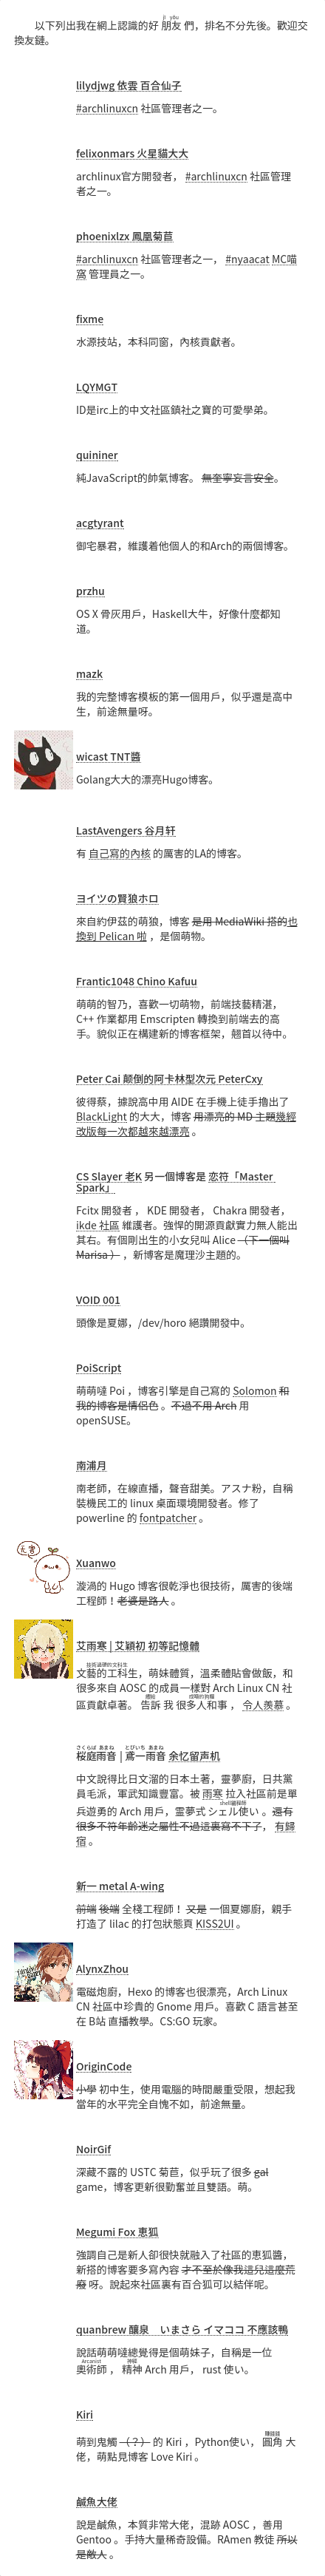 以下列出我在網上認識的好 朋友 們，排名不分先後。歡迎交
換友鏈。
lilydjwg 依雲 百合仙子
#archlinuxcn 社區管理者之一。
felixonmars 火星貓大大
archlinux官方開發者， #archlinuxcn 社區管理
者之一。
phoenixlzx 鳳凰菊苣
#archlinuxcn 社區管理者之一， #nyaacat MC喵
窩 管理員之一。
fixme
水源技站，本科同窗，內核貢獻者。
LQYMGT
ID是irc上的中文社區鎮社之寶的可愛學弟。
quininer
純JavaScript的帥氣博客。 無奎寧妄言安全。
acgtyrant
御宅暴君，維護着他個人的和Arch的兩個博客。
przhu
OS X 骨灰用戶，Haskell大牛，好像什麼都知
道。
mazk
我的完整博客模板的第一個用戶，似乎還是高中
生，前途無量呀。
wicast TNT醬
Golang大大的漂亮Hugo博客。
LastAvengers 谷月轩
有 自己寫的內核 的厲害的LA的博客。
ヨイツの賢狼ホロ
來自約伊茲的萌狼，博客 是用 MediaWiki 搭的也
換到 Pelican 啦 ，是個萌物。
Frantic1048 Chino Kafuu
萌萌的智乃，喜歡一切萌物，前端技藝精湛，
C++ 作業都用 Emscripten 轉換到前端去的高
手。貌似正在構建新的博客框架，翹首以待中。
Peter Cai 颠倒的阿卡林型次元 PeterCxy
彼得蔡，據說高中用 AIDE 在手機上徒手擼出了
BlackLight 的大大，博客 用漂亮的 MD 主題幾經
改版每一次都越來越漂亮 。
CS Slayer 老K 另一個博客是 恋符「Master
Spark」
Fcitx 開發者 ， KDE 開發者， Chakra 開發者，
ikde 社區 維護者。強悍的開源貢獻實力無人能出
其右。有個剛出生的小女兒叫 Alice （下一個叫
Marisa ） ，新博客是魔理沙主題的。
VOID 001
頭像是夏娜，/dev/horo 絕讚開發中。
PoiScript
萌萌噠 Poi ，博客引擎是自己寫的 Solomon 和
我的博客是情侶色 。不過不用 Arch 用
openSUSE。
南浦月
南老師，在線直播，聲音甜美。アスナ粉，自稱
裝機民工的 linux 桌面環境開發者。修了
powerline 的 fontpatcher 。
Xuanwo
漩渦的 Hugo 博客很乾淨也很技術，厲害的後端
工程師！老婆是路人 。
艾雨寒 | 艾穎初 初等記憶體
文藝的工科生，萌妹體質，溫柔體貼會做飯，和
很多來自 AOSC 的成員一樣對 Arch Linux CN 社
區貢獻卓著。 告訴 我 很多人和事 ， 令人羨慕 。
桜庭雨音 | 鳶一雨音 余忆留声机
中文說得比日文溜的日本土著，靈夢廚，日共黨
員毛派，軍武知識豐富。被 雨寒 拉入社區前是單
兵遊勇的 Arch 用戶，靈夢式 シェル使い 。還有
很多不符年齡迷之屬性不過這裏寫不下了， 有歸
宿 。
新一 metal A-wing
前端 後端 全棧工程師！ 又是 一個夏娜廚，親手
打造了 lilac 的打包狀態頁 KISS2UI 。
AlynxZhou
電磁炮廚，Hexo 的博客也很漂亮，Arch Linux
CN 社區中珍貴的 Gnome 用戶。喜歡 C 語言甚至
在 B站 直播教學。CS:GO 玩家。
OriginCode
小學 初中生，使用電腦的時間嚴重受限，想起我
當年的水平完全自愧不如，前途無量。
NoirGif
深藏不露的 USTC 菊苣，似乎玩了很多 gal
game，博客更新很勤奮並且雙語。萌。
Megumi Fox 惠狐
強調自己是新人卻很快就融入了社區的惠狐醬，
新搭的博客要多寫內容 才不至於像我這兒這麼荒
廢 呀。說起來社區裏有百合狐可以結伴呢。
quanbrew 釀泉 いまさら イマココ 不應該鴨
說話萌萌噠總覺得是個萌妹子，自稱是一位
奧術師 ， 精神 Arch 用戶， rust 使い。
Kiri
萌到鬼觸 （？） 的 Kiri ，Python使い， 圓角 大
佬，萌點見博客 Love Kiri 。
鹹魚大佬
說是鹹魚，本質非常大佬，混跡 AOSC ，善用
Gentoo 。手持大量稀奇設備。RAmen 教徒 所以
是敵人 。